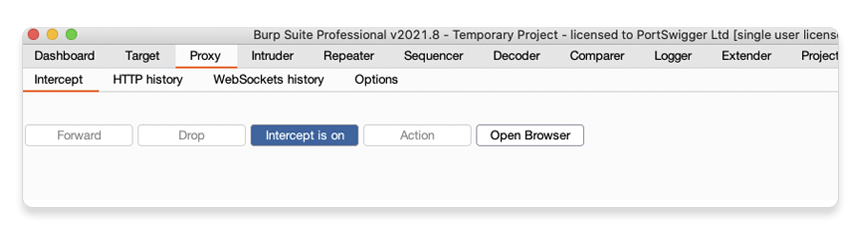 Burp Suite Professional v2021.8 - Temporary Project - licensed to PortSwigger Ltd [single user license
Dashboard Target Proxy Intruder Repeater Sequencer Decoder Comparer Logger Extender Project
Intercept HTTP history WebSockets history Options
Forward Drop Intercept is on Action Open Browser